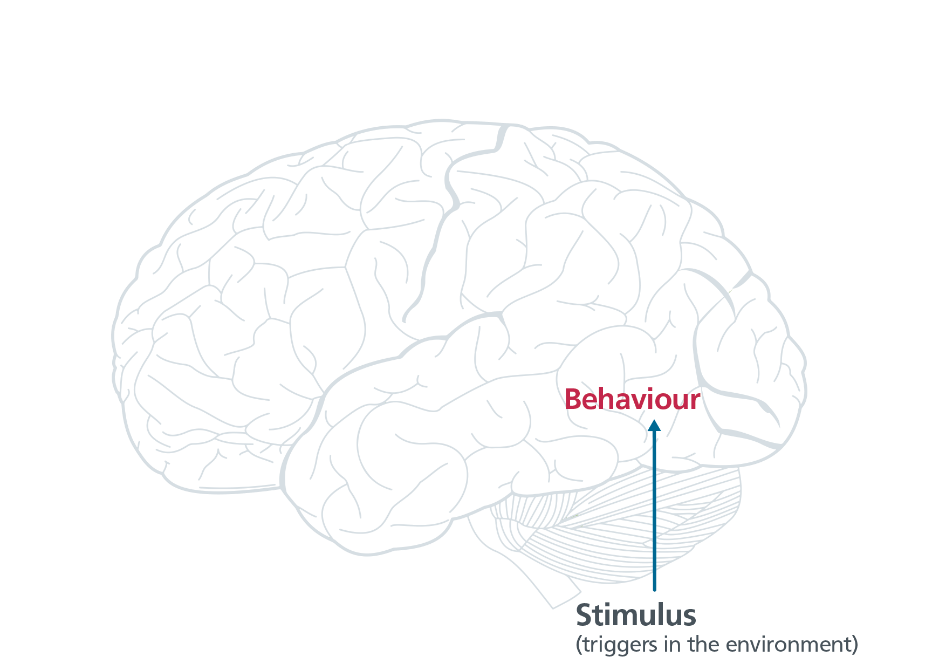 Behaviour
Stimulus
(triggers in the environment)